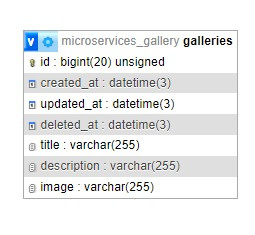 v microservices_gallery galleries
id : bigint(20) unsigned
created_at : datetime(3)
updated_at : datetime(3)
deleted_at : datetime(3)
title : varchar(255)
description : varchar(255)
image : varchar(255)